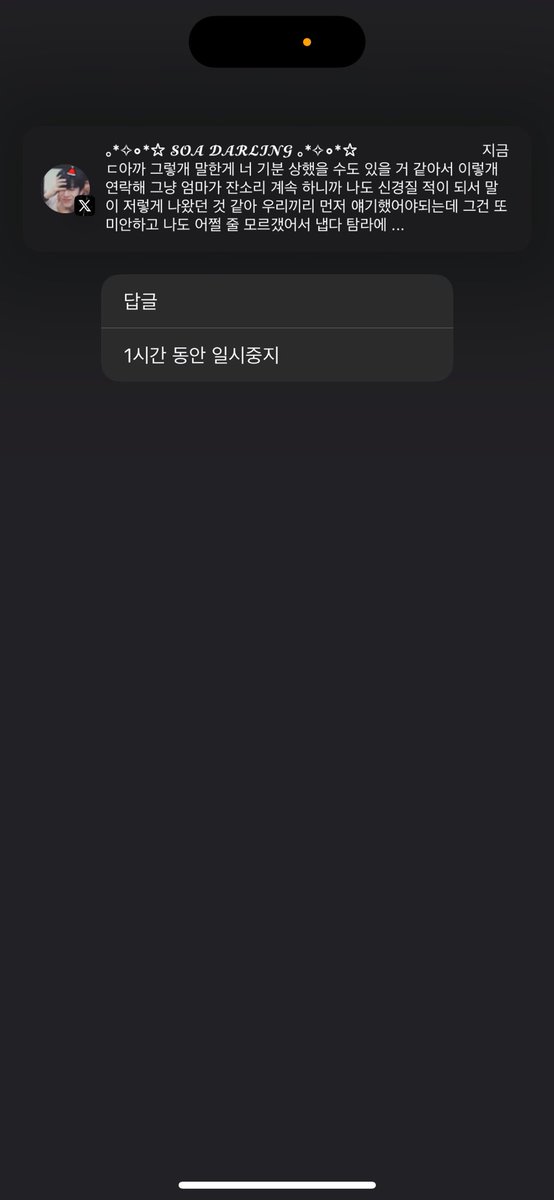 ｡*✧∘*☆ 𝓢𝓞𝓐 𝓓𝓐𝓡𝓛𝓘𝓝𝓖 ｡*✧∘*☆ 지금
ㄷ아까 그렇개 말한게 너 기분 상했을 수도 있을 거 같아서 이렇개
연락해 그냥 엄마가 잔소리 계속 하니까 나도 신경질 적이 되서 말
이 저렇게 나왔던 것 같아 우리끼리 먼저 얘기했어야되는데 그건 또
미안하고 나도 어쩔 줄 모르갰어서 냅다 탐라에 ...
답글
1시간 동안 일시중지